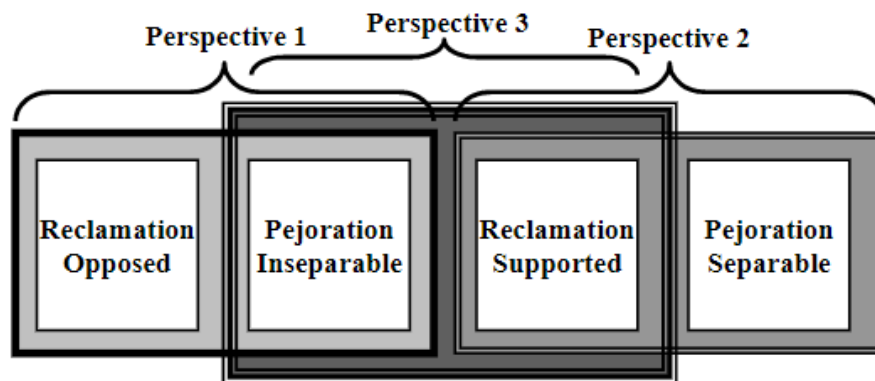 Perspective 1
Perspective 3
Perspective 2
Reclamation
Opposed
Pejoration
Inseparable
Reclamation
Supported
Pejoration
Separable